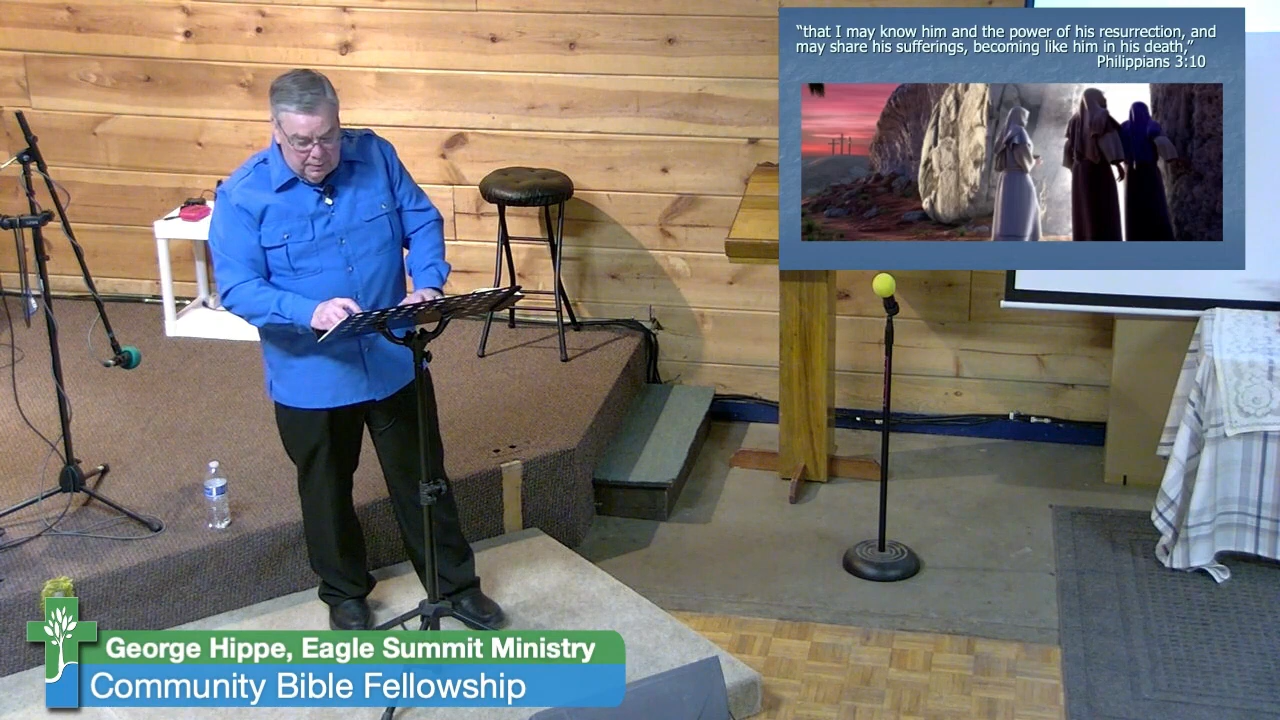 “that I may know him and the power of his resurrection, and
may share his sufferings, becoming like him in his death,”
Philippians 3:10
George Hippe, Eagle Summit Ministry
Community Bible Fellowship